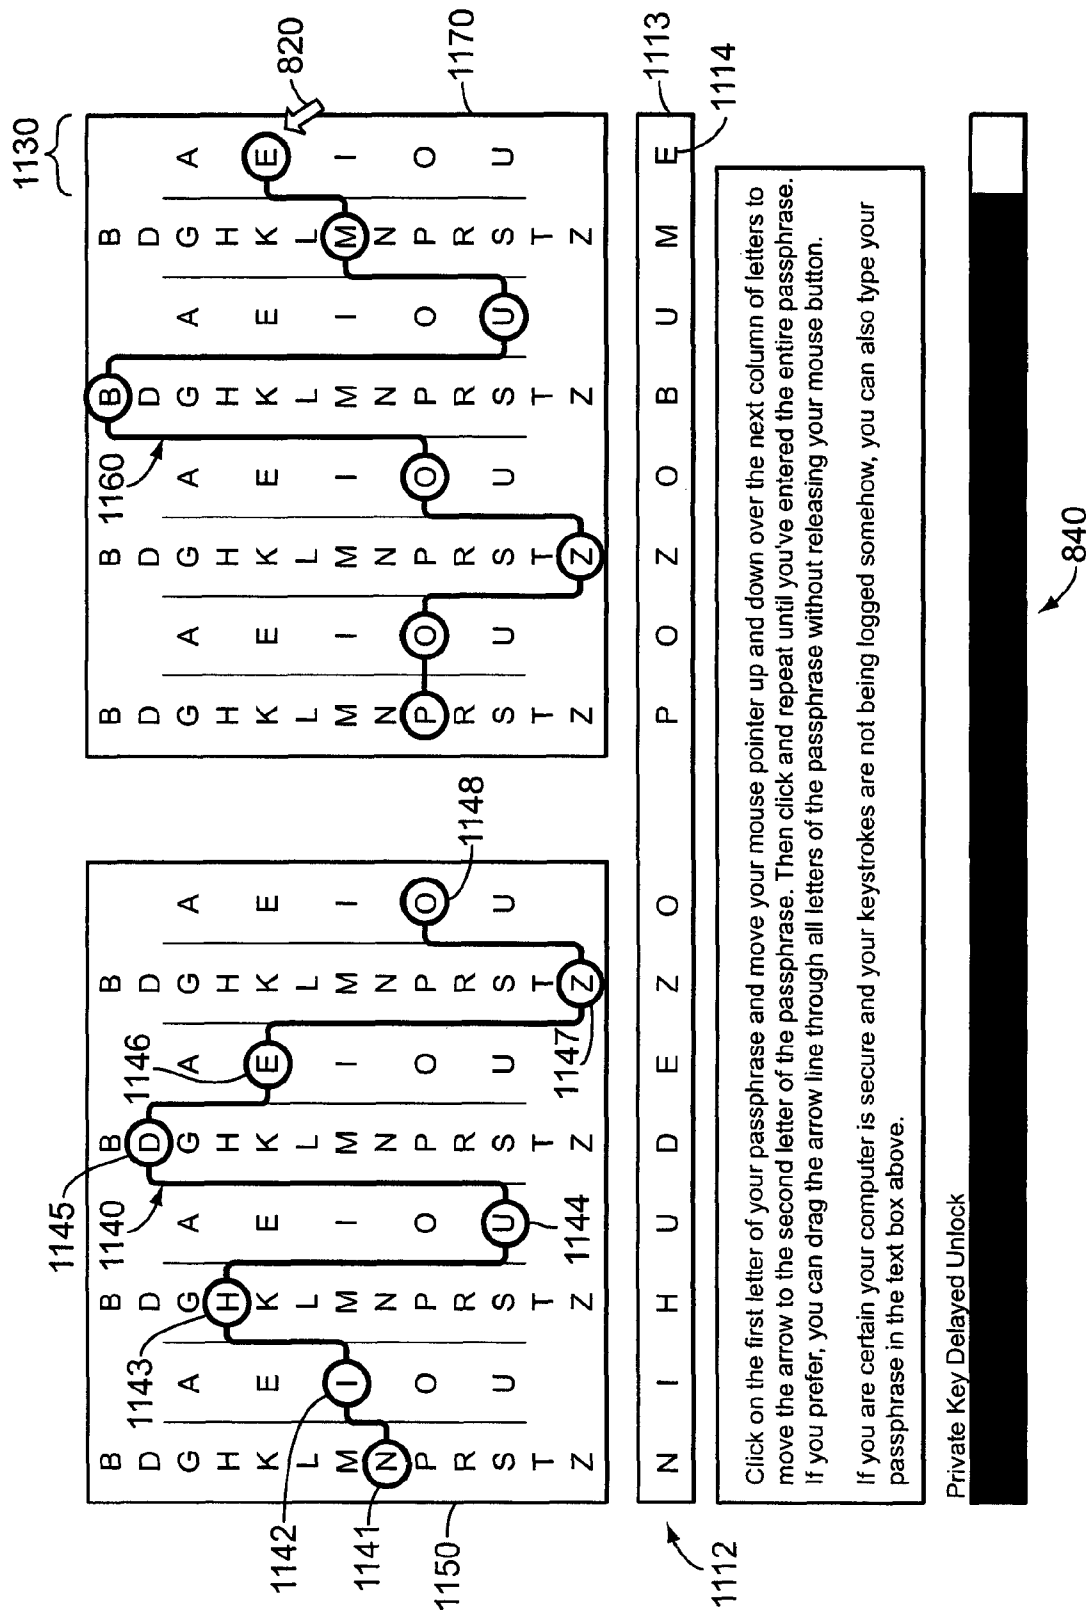 1130
1145
1140 1146 1160 820
1143
B B B B B B B B
D D D D D D D D
G A G A G A G A G A G A G A G A
H H H H H H H H
K E K E K E K E K E K E K E K E
L L L L L L L L
M I M I M I M I M I M I M I M I
N N N N N N N N
P O P O P O P O P O P O P O P O
R R R R R R R R
S U S U S U S U S U S U S U S U
T T T T T T T T
Z Z Z Z Z Z Z Z
1142
1141
1150
1144
1147
1148
1170
N I H U D E Z O P O Z O B U M E
1113
1114
1112
Click on the first letter of your passphrase and move your mouse pointer up and down over the next column of letters to
move the arrow to the second letter of the passphrase. Then click and repeat until you've entered the entire passphrase.
If you prefer, you can drag the arrow line through all letters of the passphrase without releasing your mouse button.
If you are certain your computer is secure and your keystrokes are not being logged somehow, you can also type your
passphrase in the text box above.
Private Key Delayed Unlock
840